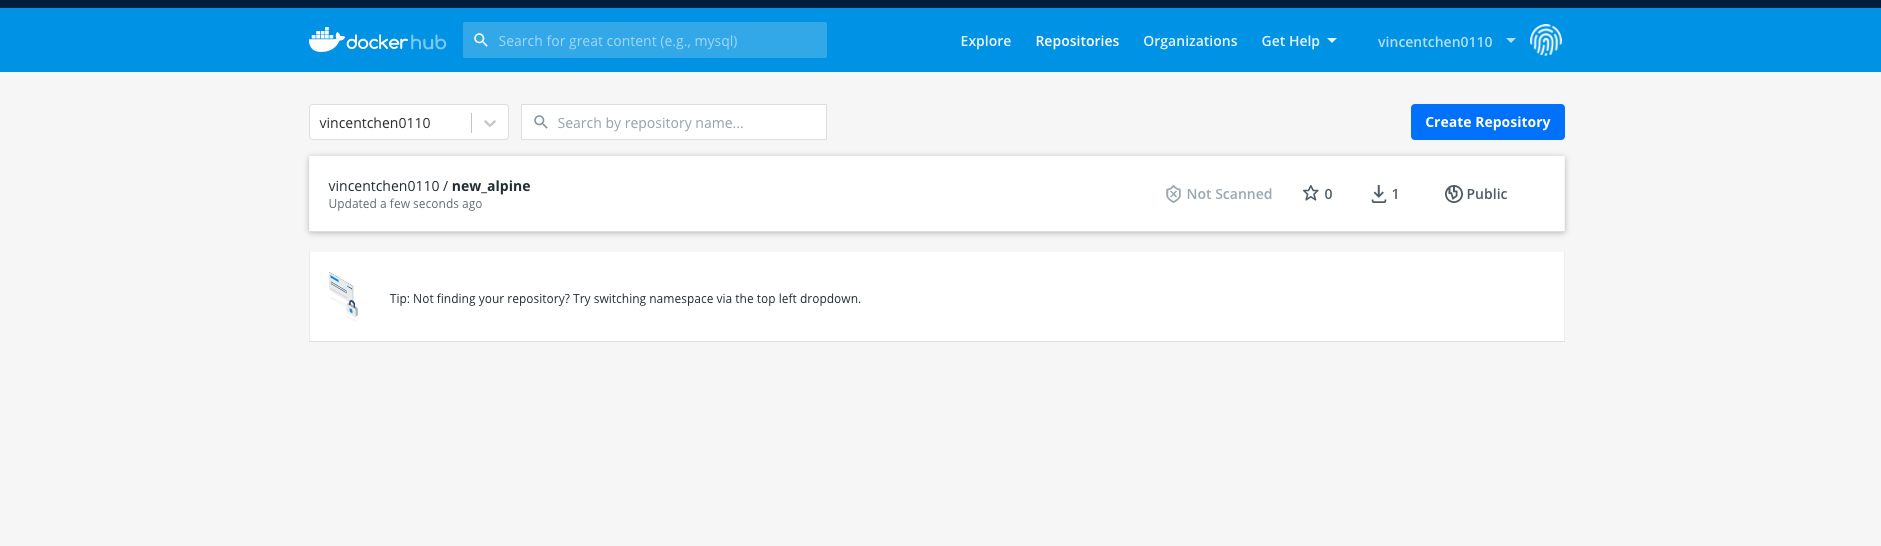 docker hub
Search for great content (e.g., mysql)
Explore
Repositories
Organizations
Get Help
vincentchen0110
vincentchen0110
Search by repository name...
Create Repository
vincentchen0110 / new_alpine
Updated a few seconds ago
Not Scanned
0
1
Public
Tip: Not finding your repository? Try switching namespace via the top left dropdown.